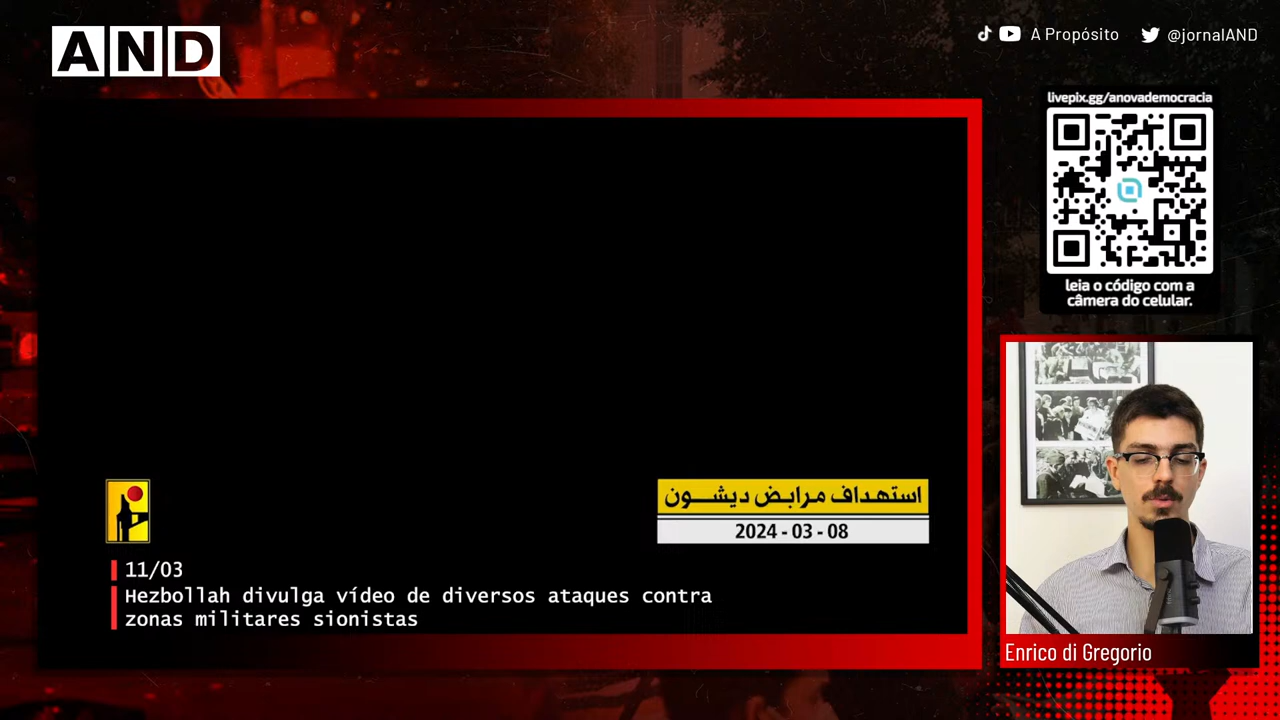 AND
A Propósito
@jornalAND
livepix.gg/anovademocracia
leia o código com a
câmera do celular.
استهداف مرابض ديشون
2024 - 03 - 08
11/03
Hezbollah divulga vídeo de diversos ataques contra
zonas militares sionistas
Enrico di Gregorio